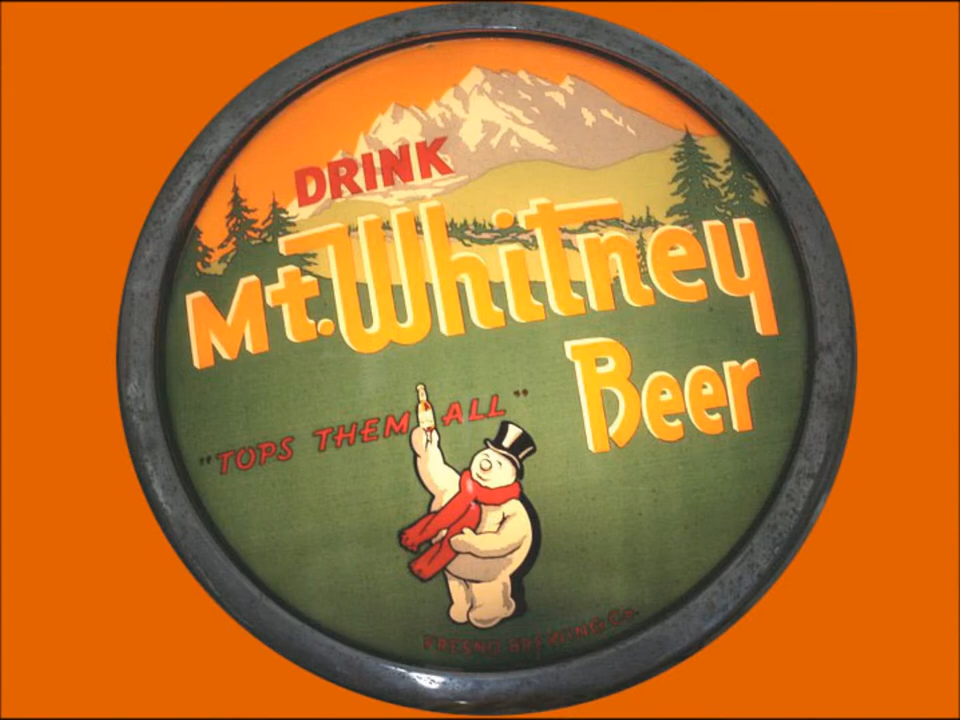 DRINK
Mt. Whitney
Beer
"TOPS THEM ALL"
FRESNO BREWING Co.